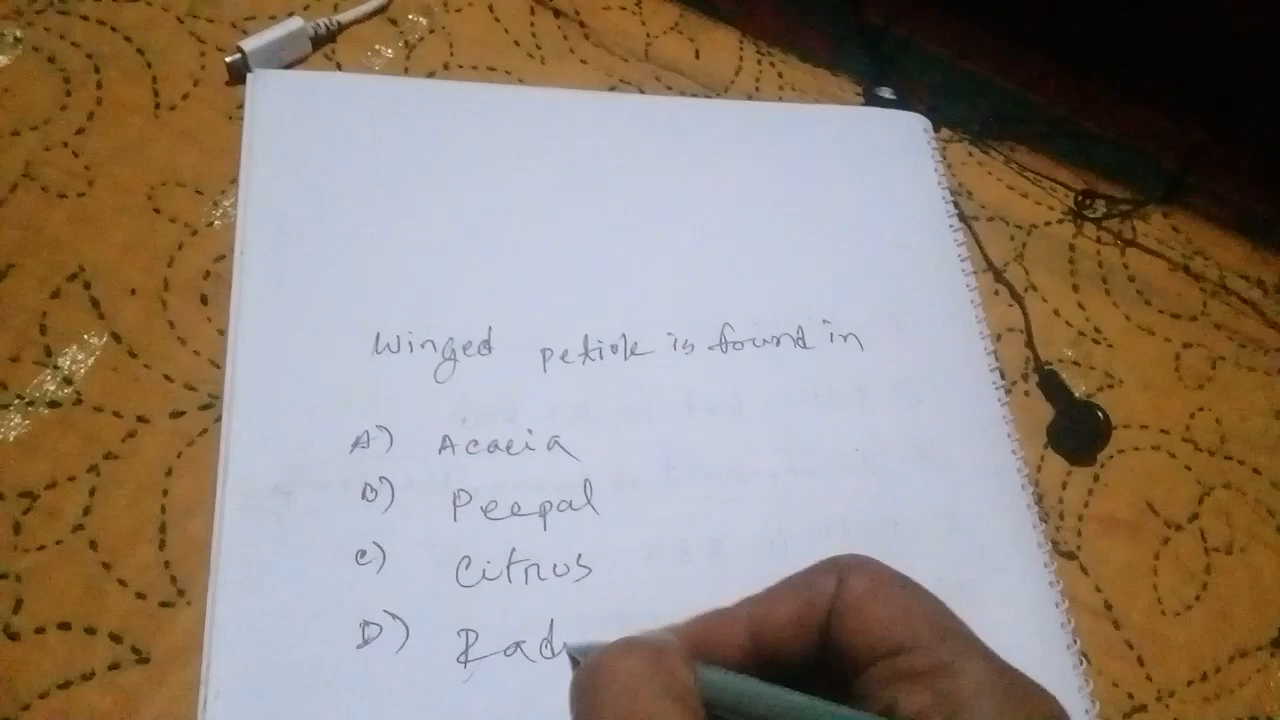 Winged petiole is found in
A) Acacia
B) Peepal
C) Citrus
D) Rad